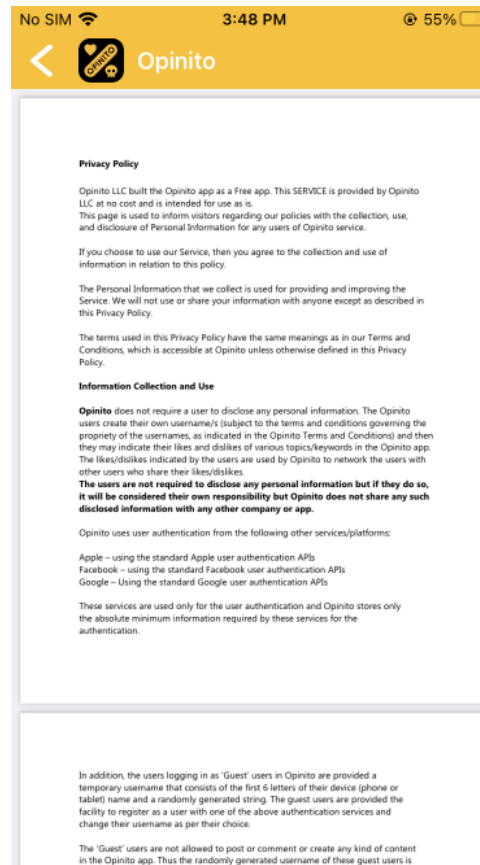 No SIM 3:48 PM 55%
OPINITO
Opinito
Privacy Policy
Opinito LLC built the Opinito app as a Free app. This SERVICE is provided by Opinito
LLC at no cost and is intended for use as is.
This page is used to inform visitors regarding our policies with the collection, use,
and disclosure of Personal Information for any users of Opinito service.
If you choose to use our Service, then you agree to the collection and use of
information in relation to this policy.
The Personal Information that we collect is used for providing and improving the
Service. We will not use or share your information with anyone except as described in
this Privacy Policy.
The terms used in this Privacy Policy have the same meanings as in our Terms and
Conditions, which is accessible at Opinito unless otherwise defined in this Privacy
Policy.
Information Collection and Use
Opinito does not require a user to disclose any personal information. The Opinito
users create their own username/s (subject to the terms and conditions governing the
propriety of the usernames, as indicated in the Opinito Terms and Conditions) and then
they may indicate their likes and dislikes of various topics/keywords in the Opinito app.
The likes/dislikes indicated by the users are used by Opinito to network the users with
other users who share their likes/dislikes.
The users are not required to disclose any personal information but if they do so,
it will be considered their own responsibility but Opinito does not share any such
disclosed information with any other company or app.
Opinito uses user authentication from the following other services/platforms:
Apple – using the standard Apple user authentication APIs
Facebook – using the standard Facebook user authentication APIs
Google – Using the standard Google user authentication APIs
These services are used only for the user authentication and Opinito stores only
the absolute minimum information required by these services for the
authentication.
In addition, the users logging in as 'Guest' users in Opinito are provided a
temporary username that consists of the first 6 letters of their device (phone or
tablet) name and a randomly generated string. The guest users are provided the
facility to register as a user with one of the above authentication services and
change their username as per their choice.
The 'Guest' users are not allowed to post or comment or create any kind of content
in the Opinito app. Thus the randomly generated username of these guest users is